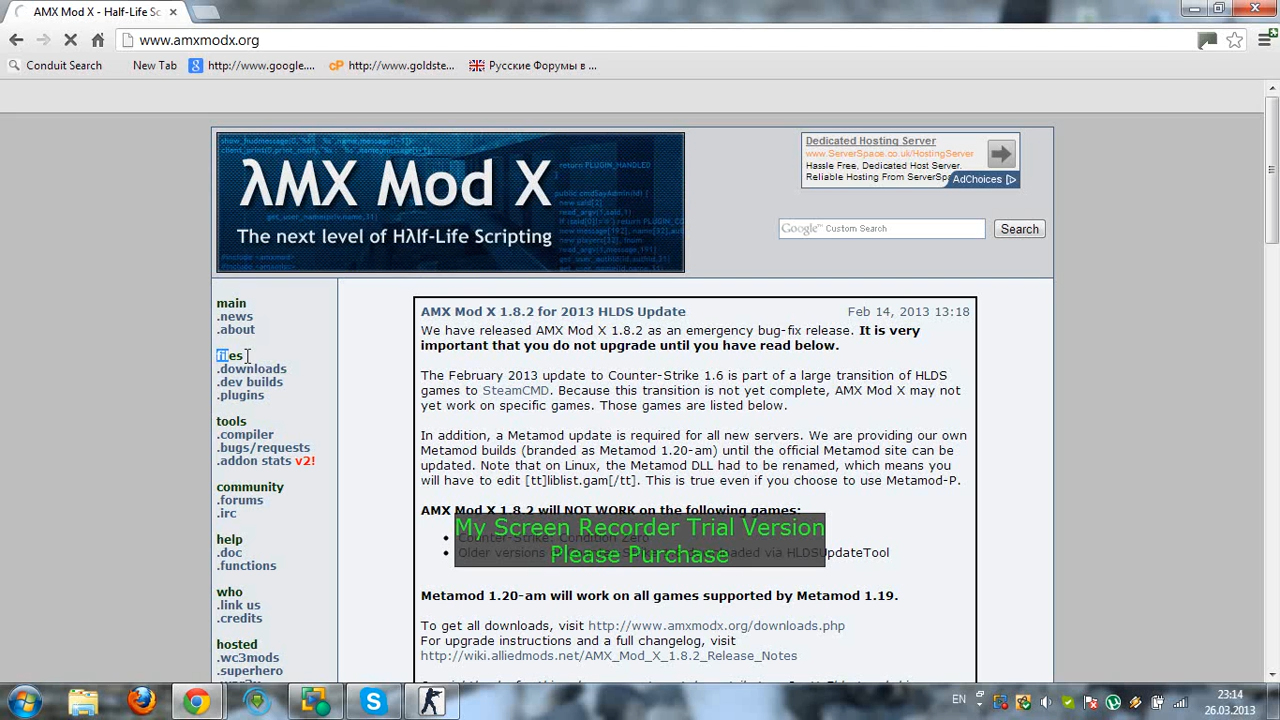 AMX Mod X - Half-Life Sc
www.amxmodx.org
Conduit Search
New Tab
http://www.google....
http://www.goldste...
Русские Форумы в ...
λMX Mod X
The next level of Hλlf-Life Scripting
Dedicated Hosting Server
www.ServerSpace.co.uk/HostingServer
Hassle Free, Dedicated Host Server.
Reliable Hosting From ServerSp
AdChoices
Google™ Custom Search
Search
main
.news
.about
files
.downloads
.dev builds
.plugins
tools
.compiler
.bugs/requests
.addon stats v2!
community
.forums
.irc
help
.doc
.functions
who
.link us
.credits
hosted
.wc3mods
.superhero
AMX Mod X 1.8.2 for 2013 HLDS Update
Feb 14, 2013 13:18
We have released AMX Mod X 1.8.2 as an emergency bug-fix release. It is very
important that you do not upgrade until you have read below.
The February 2013 update to Counter-Strike 1.6 is part of a large transition of HLDS
games to SteamCMD. Because this transition is not yet complete, AMX Mod X may not
yet work on specific games. Those games are listed below.
In addition, a Metamod update is required for all new servers. We are providing our own
Metamod builds (branded as Metamod 1.20-am) until the official Metamod site can be
updated. Note that on Linux, the Metamod DLL had to be renamed, which means you
will have to edit [tt]liblist.gam[/tt]. This is true even if you choose to use Metamod-P.
AMX Mod X 1.8.2 will NOT WORK on the following games:
Counter-Strike: Condition Zero
Older versions
HLDSUpdateTool
My Screen Recorder Trial Version
Please Purchase
Metamod 1.20-am will work on all games supported by Metamod 1.19.
To get all downloads, visit http://www.amxmodx.org/downloads.php
For upgrade instructions and a full changelog, visit
http://wiki.alliedmods.net/AMX_Mod_X_1.8.2_Release_Notes
EN
23:14
26.03.2013